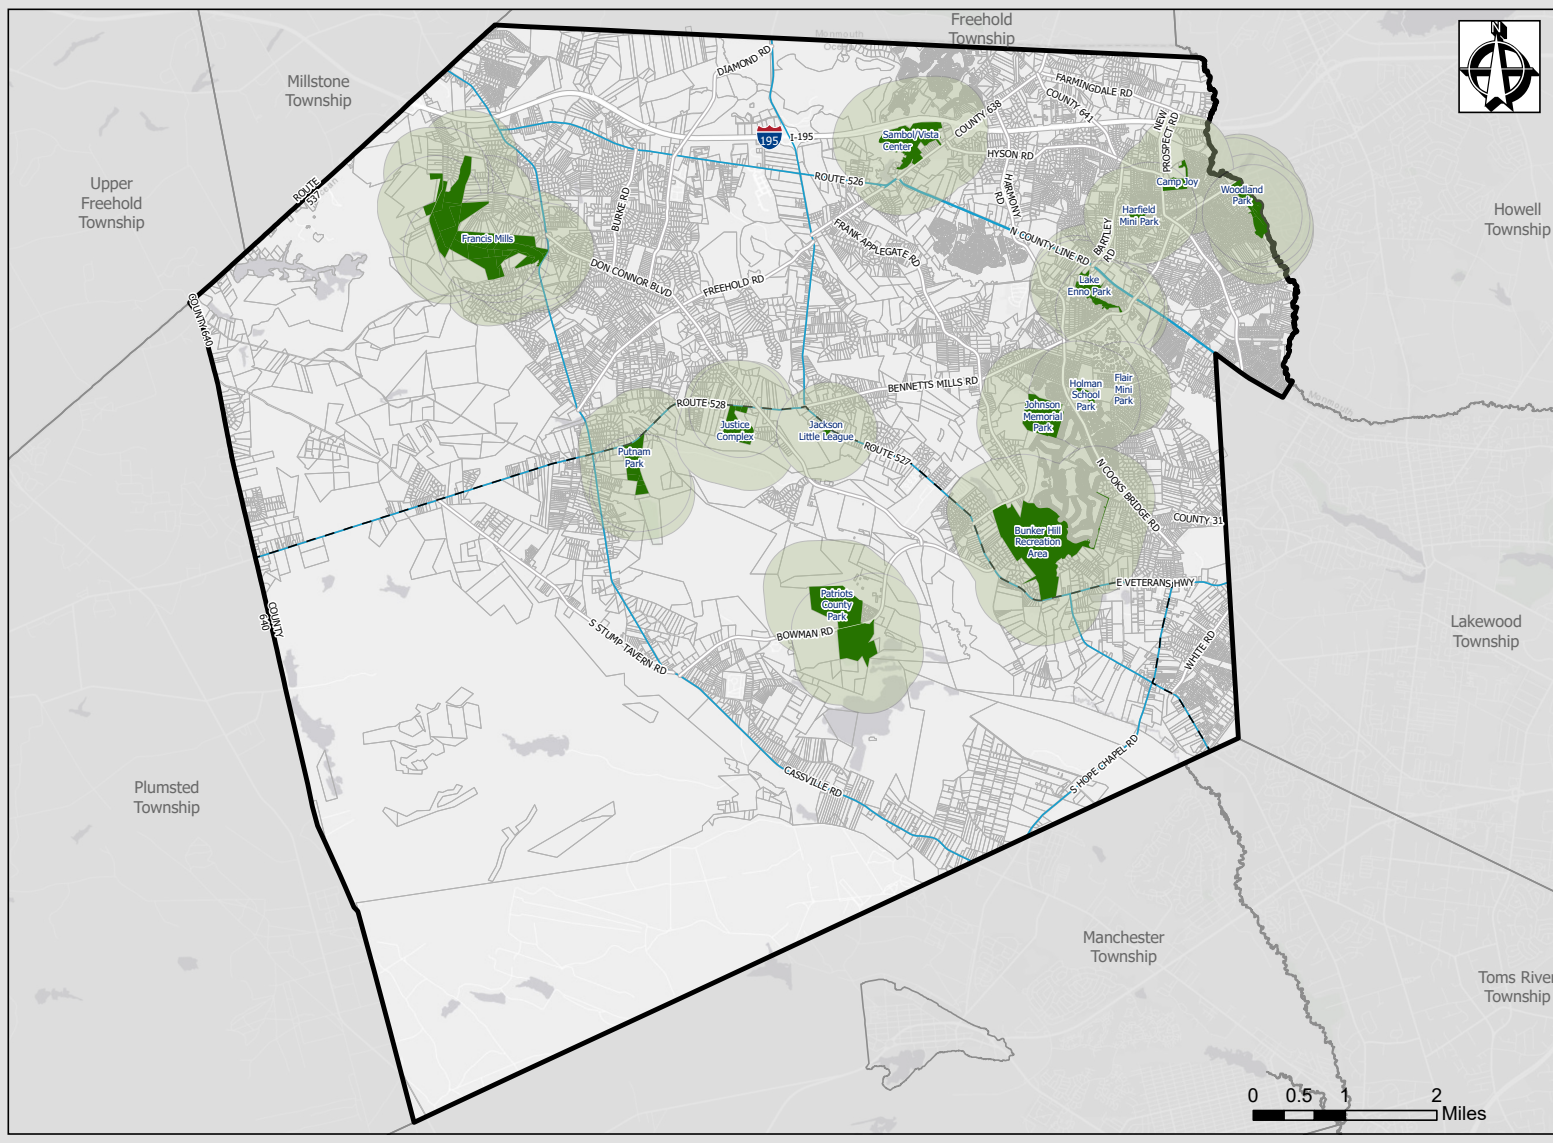 Freehold
Township
Monmouth
N
Millstone
Township
DIAMOND RD
FARMINGDALE RD
COUNTY 641
COUNTY 638
NEW
PROSPECT RD
195
I-195
Sambol/Vista
Center
HYSON RD
Upper
Freehold
Township
ROUTE
537
ROUTE 526
HARMONY
RD
Camp Joy
Woodland
Park
BURKE RD
Harfield
Mini Park
Howell
Township
Francis Mills
FRANK APPLEGATE RD
N COUNTY LINE RD
BARTLEY
RD
DON CONNOR BLVD
FREEHOLD RD
Lake
Enno Park
COUNTY 640
BENNETTS MILLS RD
Holman
School
Park
Flair
Mini
Park
Monmouth
ROUTE 528
Johnson
Memorial
Park
Justice
Complex
Jackson
Little League
Putnam
Park
ROUTE 527
N COOKS BRIDGE RD
COUNTY 31
Bunker Hill
Recreation
Area
E VETERANS HWY
Patriots
County
Park
COUNTY
640
S STUMP TAVERN RD
BOWMAN RD
WHITE RD
Lakewood
Township
Plumsted
Township
CASSVILLE RD
S HOPE CHAPEL RD
Manchester
Township
Toms River
Township
0 0.5 1 2
Miles